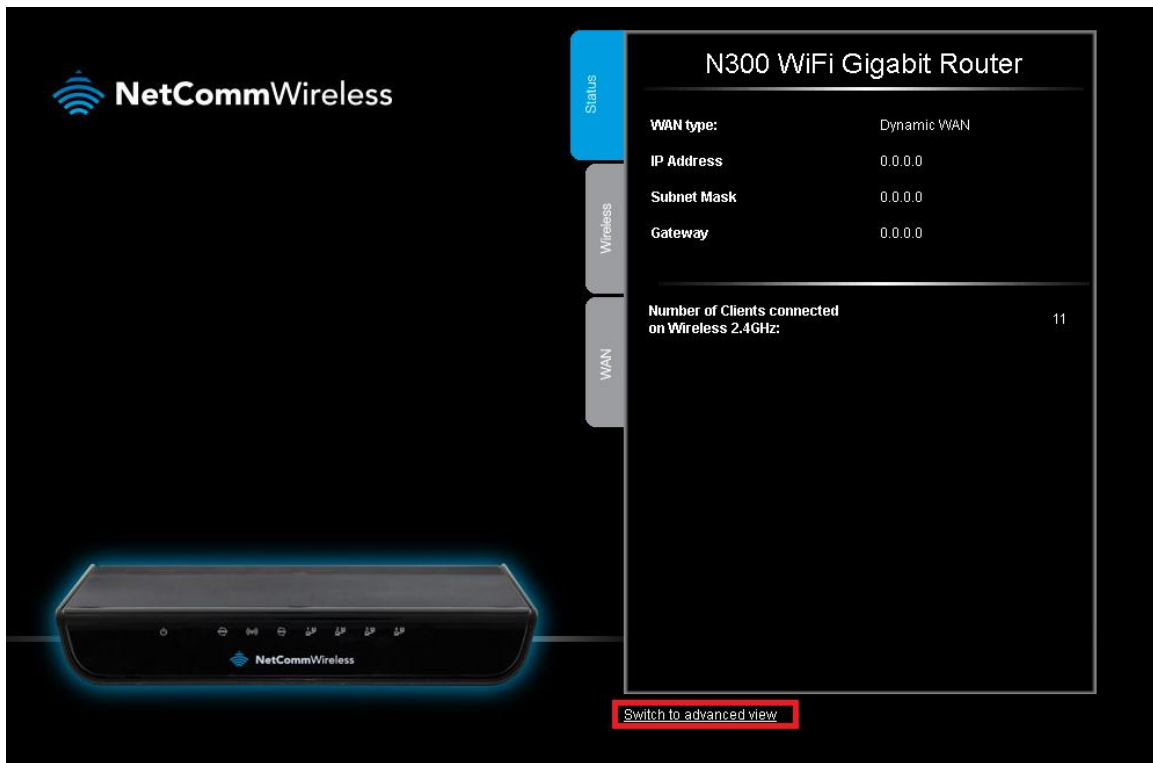 NetCommWireless
Status
Wireless
WAN
N300 WiFi Gigabit Router
WAN type: Dynamic WAN
IP Address 0.0.0.0
Subnet Mask 0.0.0.0
Gateway 0.0.0.0
Number of Clients connected
on Wireless 2.4GHz: 11
NetCommWireless
Switch to advanced view